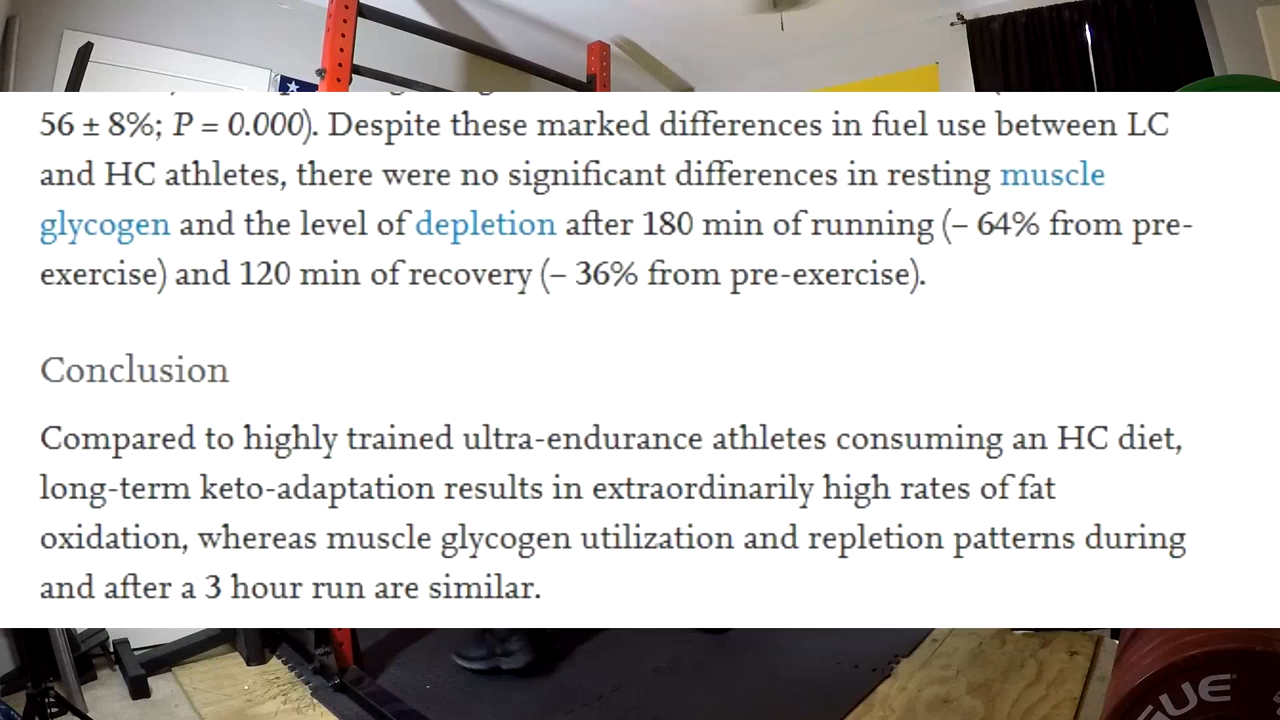 56 ± 8%; P = 0.000). Despite these marked differences in fuel use between LC
and HC athletes, there were no significant differences in resting muscle
glycogen and the level of depletion after 180 min of running (– 64% from pre-
exercise) and 120 min of recovery (– 36% from pre-exercise).
Conclusion
Compared to highly trained ultra-endurance athletes consuming an HC diet,
long-term keto-adaptation results in extraordinarily high rates of fat
oxidation, whereas muscle glycogen utilization and repletion patterns during
and after a 3 hour run are similar.